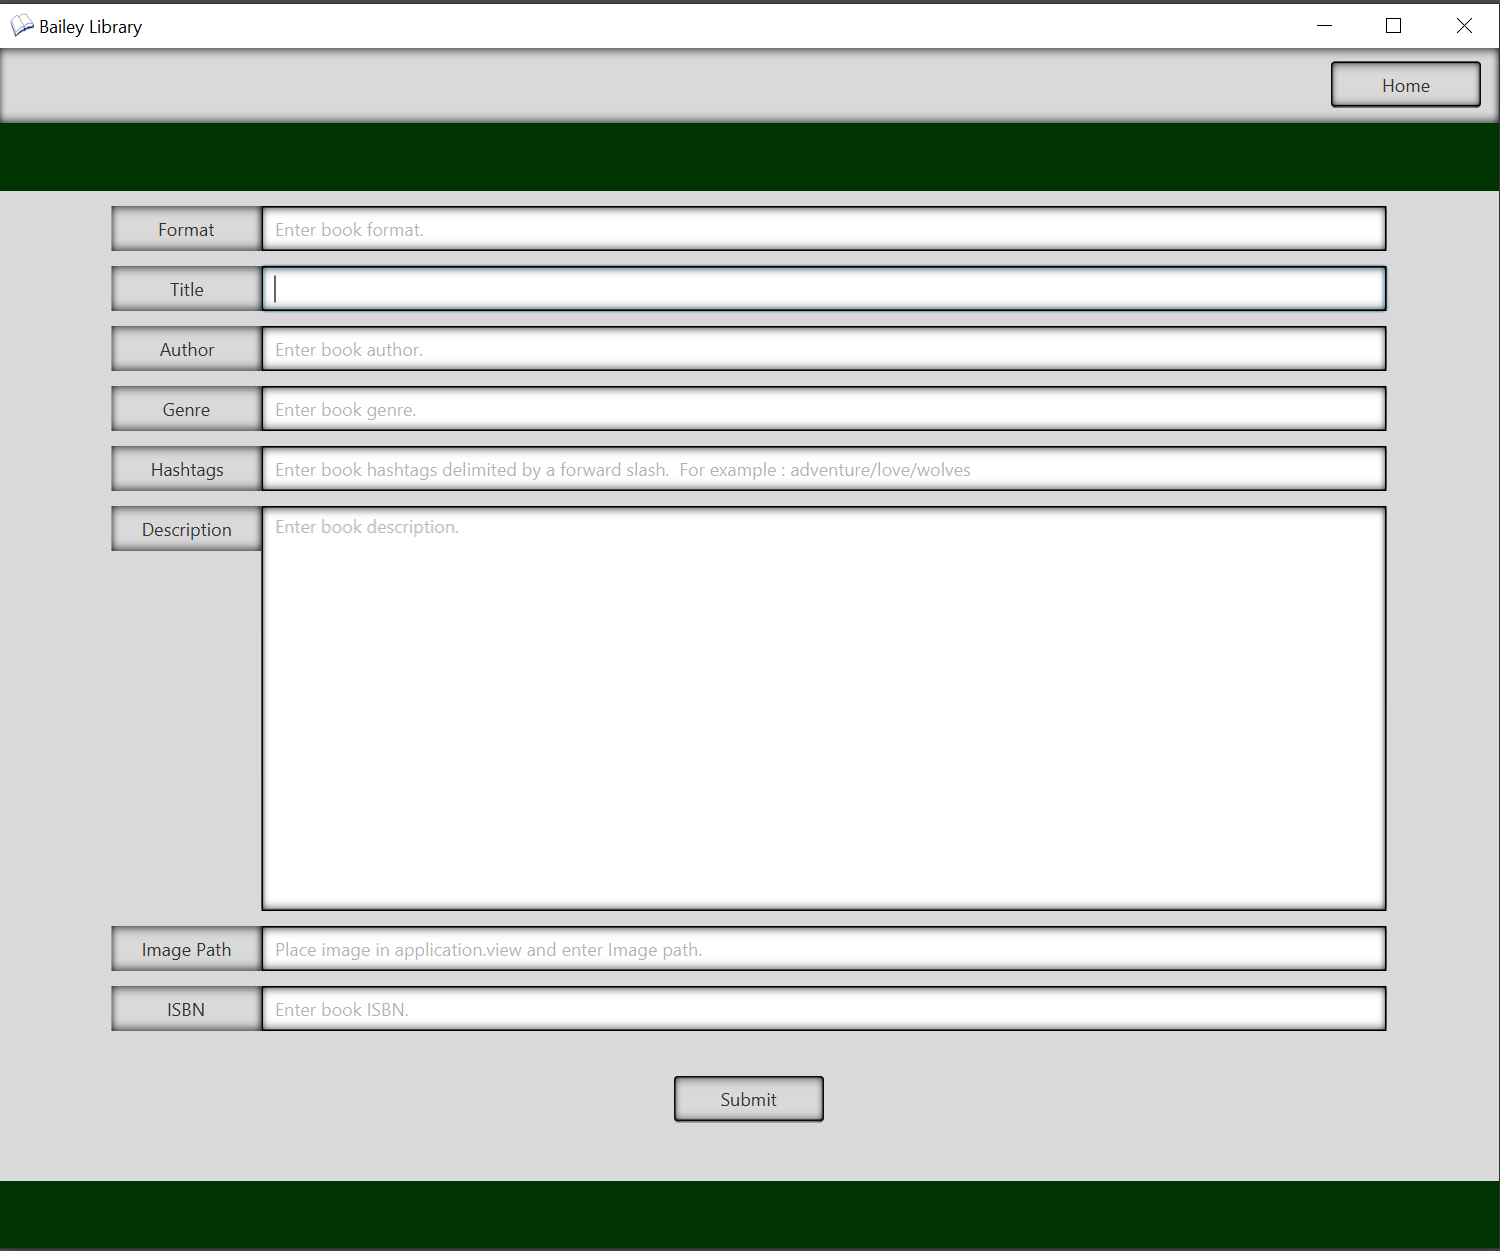 Bailey Library
Home
Format Enter book format.
Title
Author Enter book author.
Genre Enter book genre.
Hashtags Enter book hashtags delimited by a forward slash.  For example : adventure/love/wolves
Description Enter book description.
Image Path Place image in application.view and enter Image path.
ISBN Enter book ISBN.
Submit